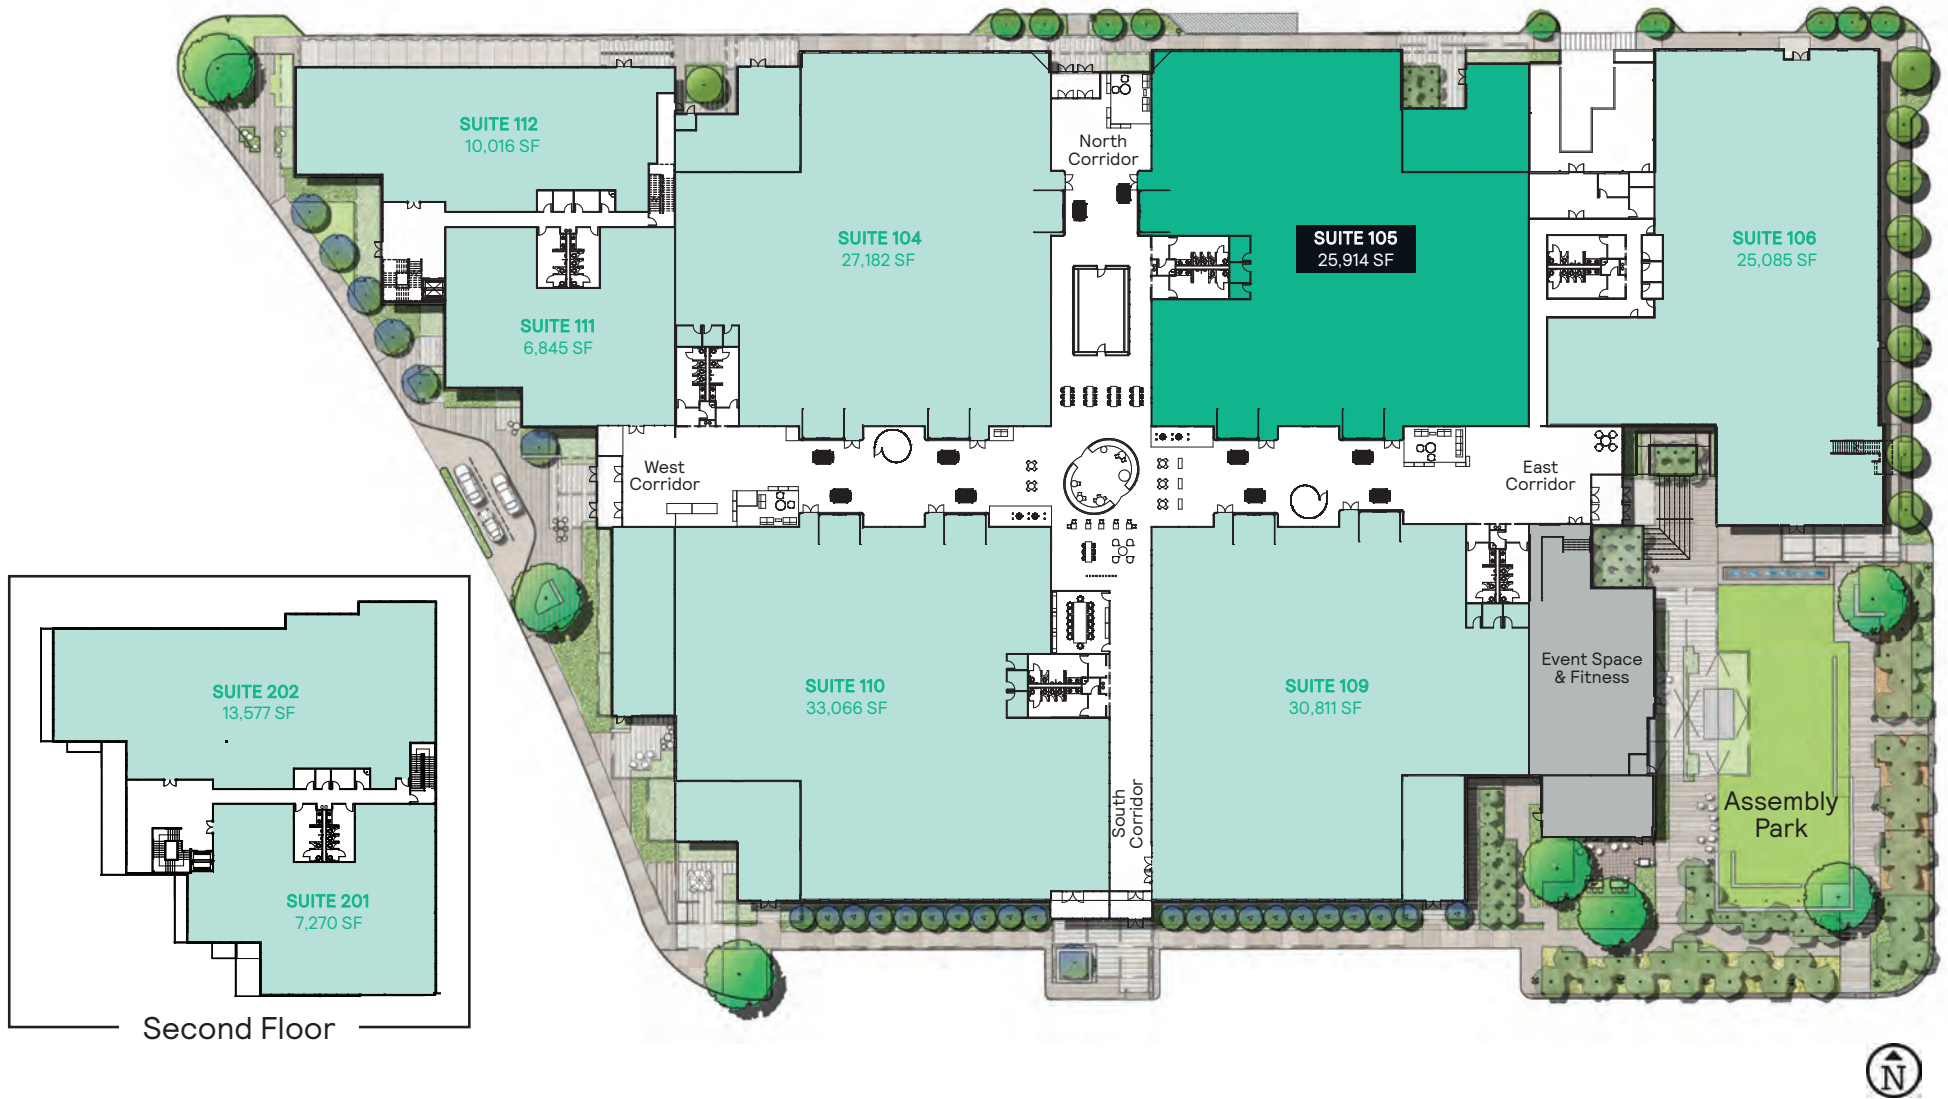 SUITE 112
10,016 SF
North
Corridor
SUITE 104
27,182 SF
SUITE 105
25,914 SF
SUITE 106
25,085 SF
SUITE 111
6,845 SF
West
Corridor
East
Corridor
SUITE 110
33,066 SF
SUITE 109
30,811 SF
Event Space
& Fitness
South
Corridor
Assembly
Park
SUITE 202
13,577 SF
SUITE 201
7,270 SF
Second Floor
N